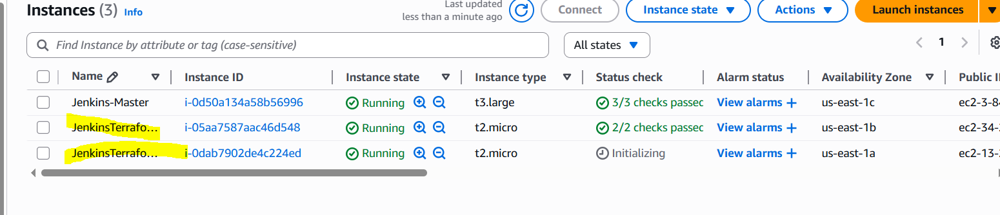 Instances (3) Info
Last updated
less than a minute ago
Connect
Instance state
Actions
Launch instances
Find Instance by attribute or tag (case-sensitive)
All states
1
Name Instance ID Instance state Instance type Status check Alarm status Availability Zone Public
Jenkins-Master i-0d50a134a58b56996 Running t3.large 3/3 checks passed View alarms + us-east-1c ec2-3-84
JenkinsTerrafo... i-05aa7587aac46d548 Running t2.micro 2/2 checks passed View alarms + us-east-1b ec2-34-
JenkinsTerrafo... i-0dab7902de4c224ed Running t2.micro Initializing View alarms + us-east-1a ec2-13-